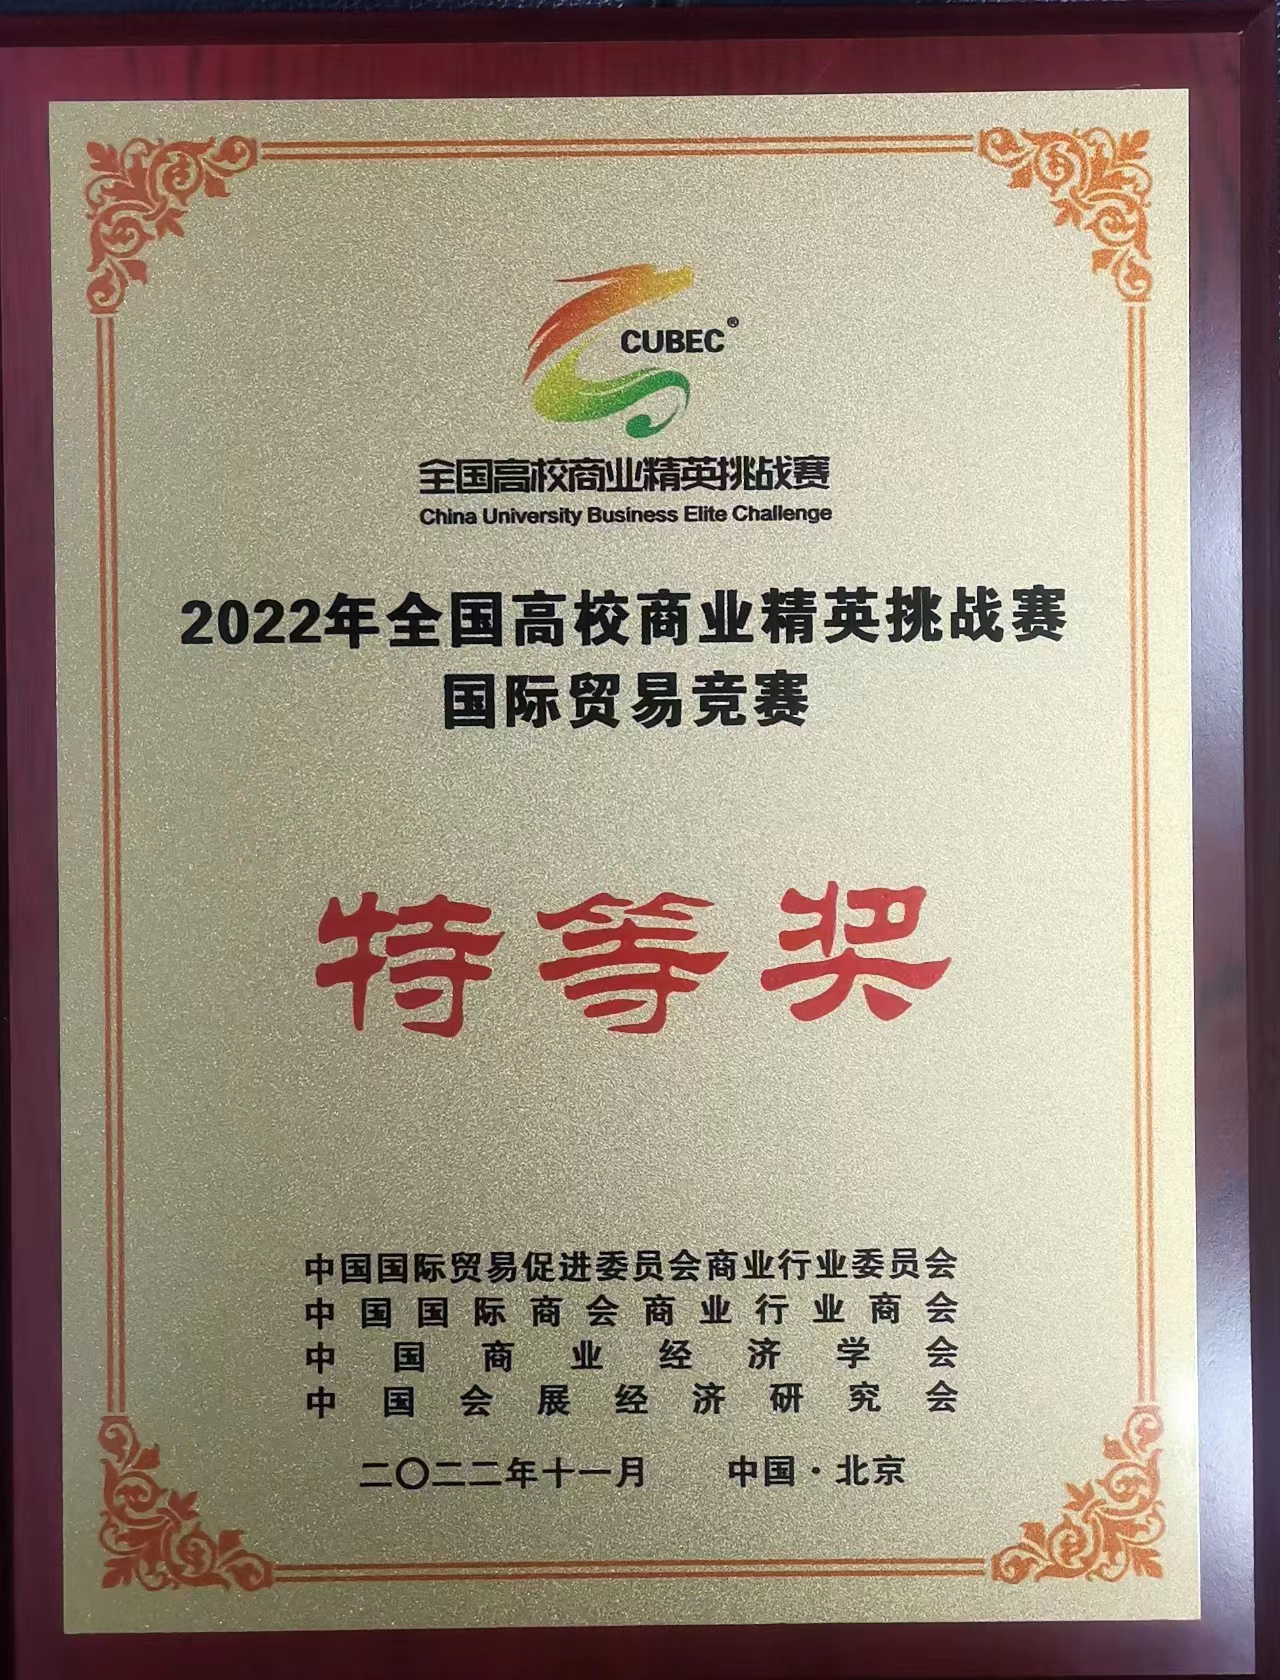 CUBEC®
全国高校商业精英挑战赛
China University Business Elite Challenge
2022年全国高校商业精英挑战赛
国际贸易竞赛
特等奖
中国国际贸易促进委员会商业行业委员会
中国国际商会商业行业商会
中国商业经济学会
中国会展经济研究会
二〇二二年十一月 中国·北京